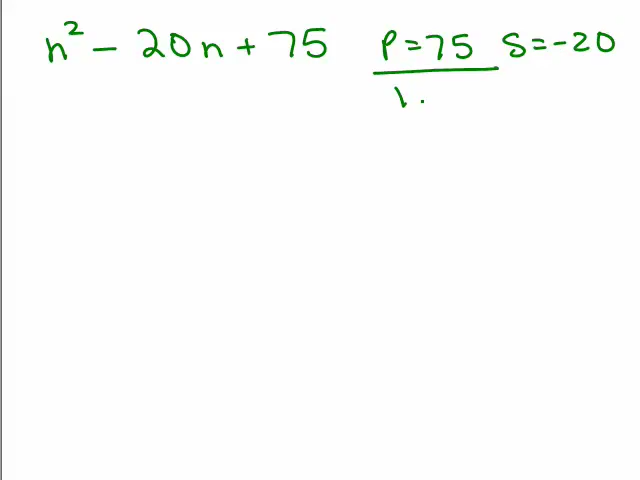 n² - 20n + 75 P = 75 S = -20
1 .